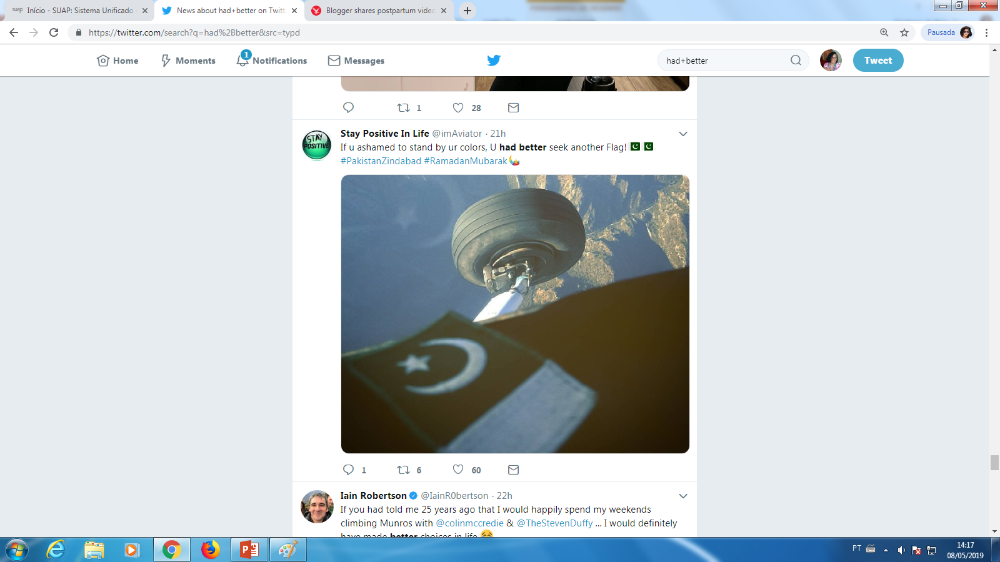 suap Início - SUAP: Sistema Unificado
News about had+better on Twitt
Blogger shares postpartum video
https://twitter.com/search?q=had%2Bbetter&src=typd
Pausada
Home
Moments
1
Notifications
Messages
had+better
Tweet
1
28
STAY
POSITIVE
Stay Positive In Life @imAviator · 21h
If u ashamed to stand by ur colors, U had better seek another Flag!
#PakistanZindabad #RamadanMubarak
1
6
60
Iain Robertson @IainR0bertson · 22h
If you had told me 25 years ago that I would happily spend my weekends
climbing Munros with @colinmccredie & @TheStevenDuffy ... I would definitely
have made better choices in life
PT
14:17
08/05/2019